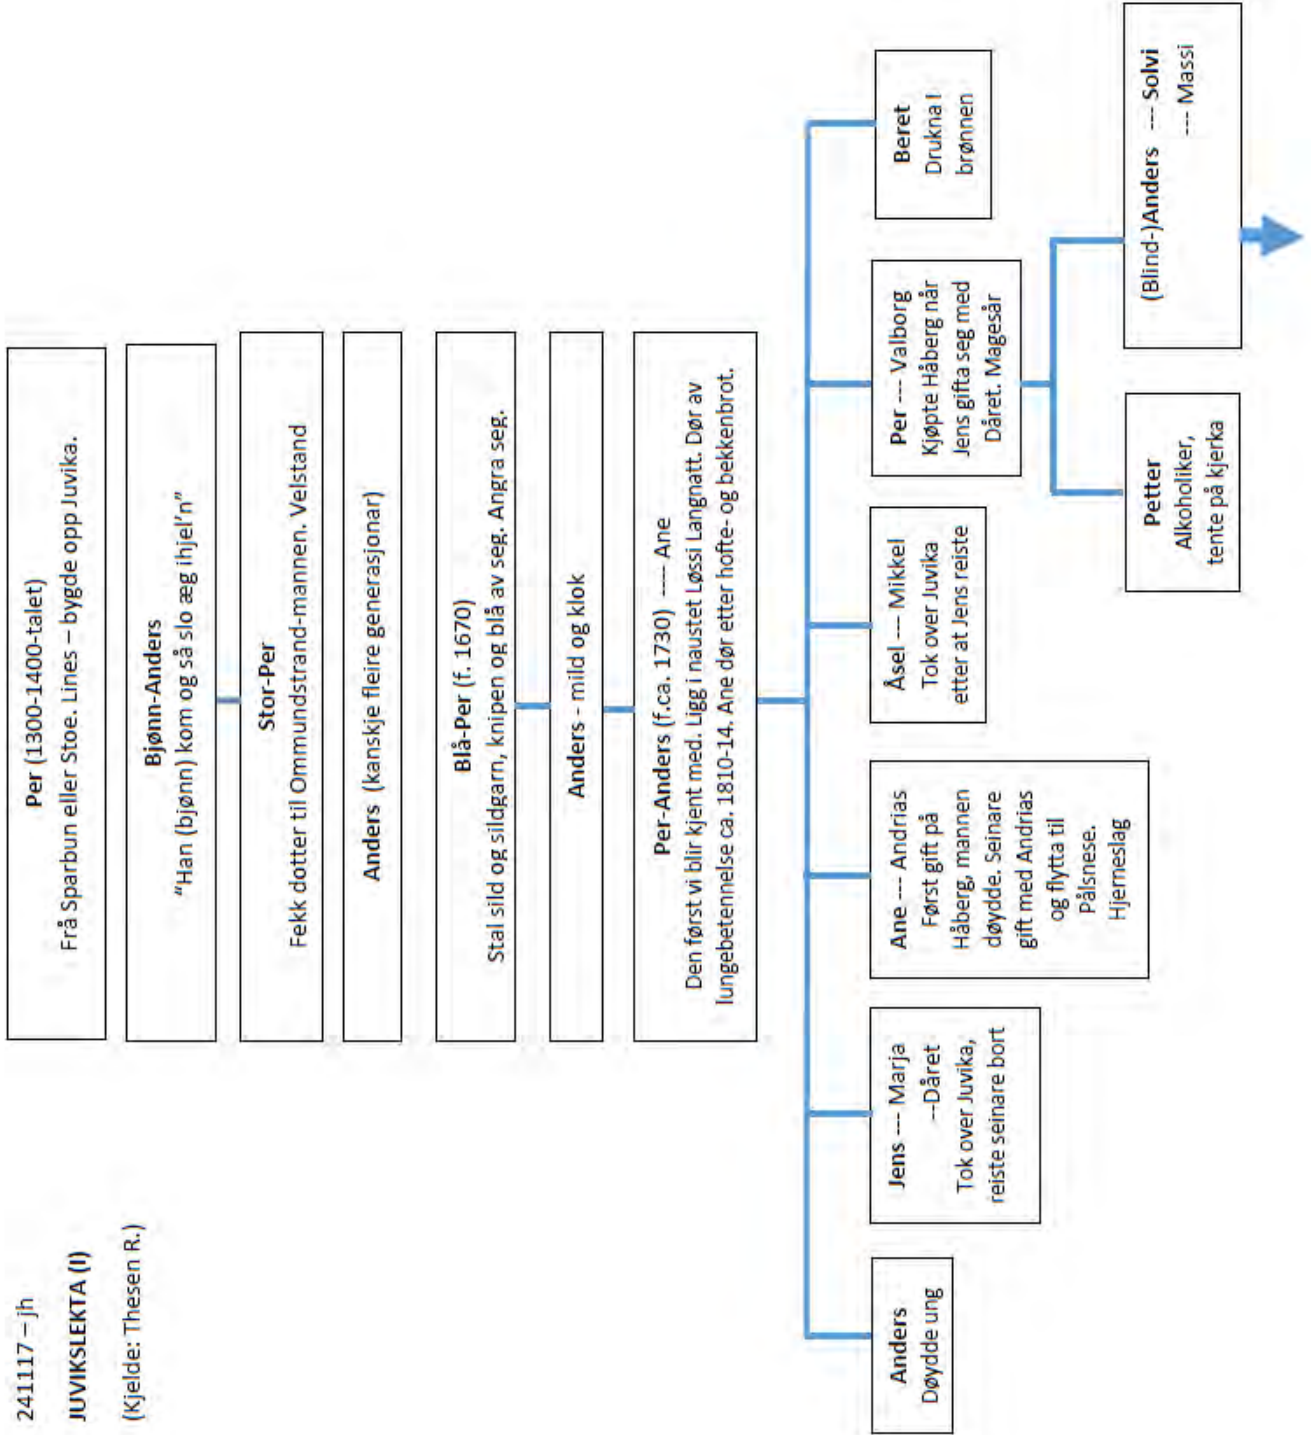 241117 – jh
JUVIKSLEKTA (I)
(Kjelde: Thesen R.)
Per (1300-1400-talet)
Frå Sparbun eller Stoe. Lines – bygde opp Juvika.
Bjønn-Anders
"Han (bjønn) kom og så slo æg ihjel'n"
Stor-Per
Fekk dotter til Ommundstrand-mannen. Velstand
Anders (kanskje fleire generasjonar)
Blå-Per (f. 1670)
Stal sild og sildgarn, knipen og blå av seg. Angra seg.
Anders - mild og klok
Per-Anders (f.ca. 1730) ---- Ane
Den først vi blir kjent med. Ligg i naustet Løssi Langnatt. Dør av
lungebetennelse ca. 1810-14. Ane dør etter hofte- og bekkenbrot.
Anders
Døydde ung
Jens --- Marja
--Dåret
Tok over Juvika,
reiste seinare bort
Ane --- Andrias
Først gift på
Håberg, mannen
døydde. Seinare
gift med Andrias
og flytta til
Pålsnese.
Hjerneslag
Åsel --- Mikkel
Tok over Juvika
etter at Jens reiste
Per --- Valborg
Kjøpte Håberg når
Jens gifta seg med
Dåret. Magesår
Beret
Drukna I
brønnen
Petter
Alkoholiker,
tente på kjerka
(Blind-)Anders --- Solvi
--- Massi